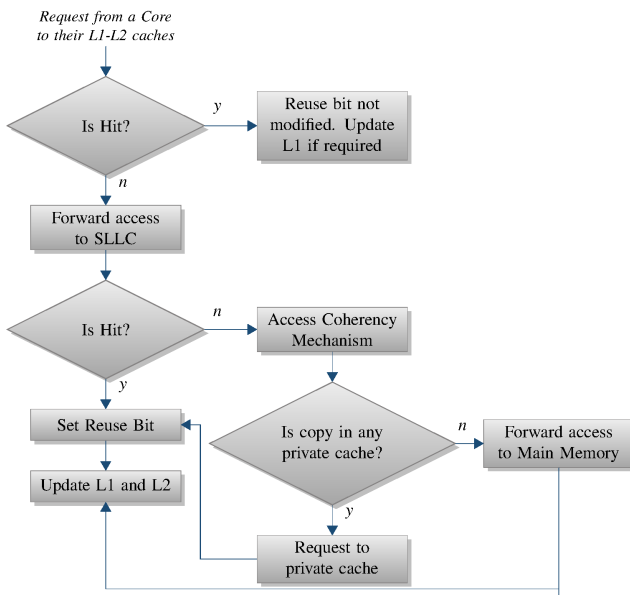 Request from a Core
to their L1-L2 caches
Is Hit?
y
Reuse bit not
modified. Update
L1 if required
n
Forward access
to SLLC
Is Hit?
n
Access Coherency
Mechanism
y
Set Reuse Bit
Is copy in any
private cache?
n
Forward access
to Main Memory
Update L1 and L2
y
Request to
private cache